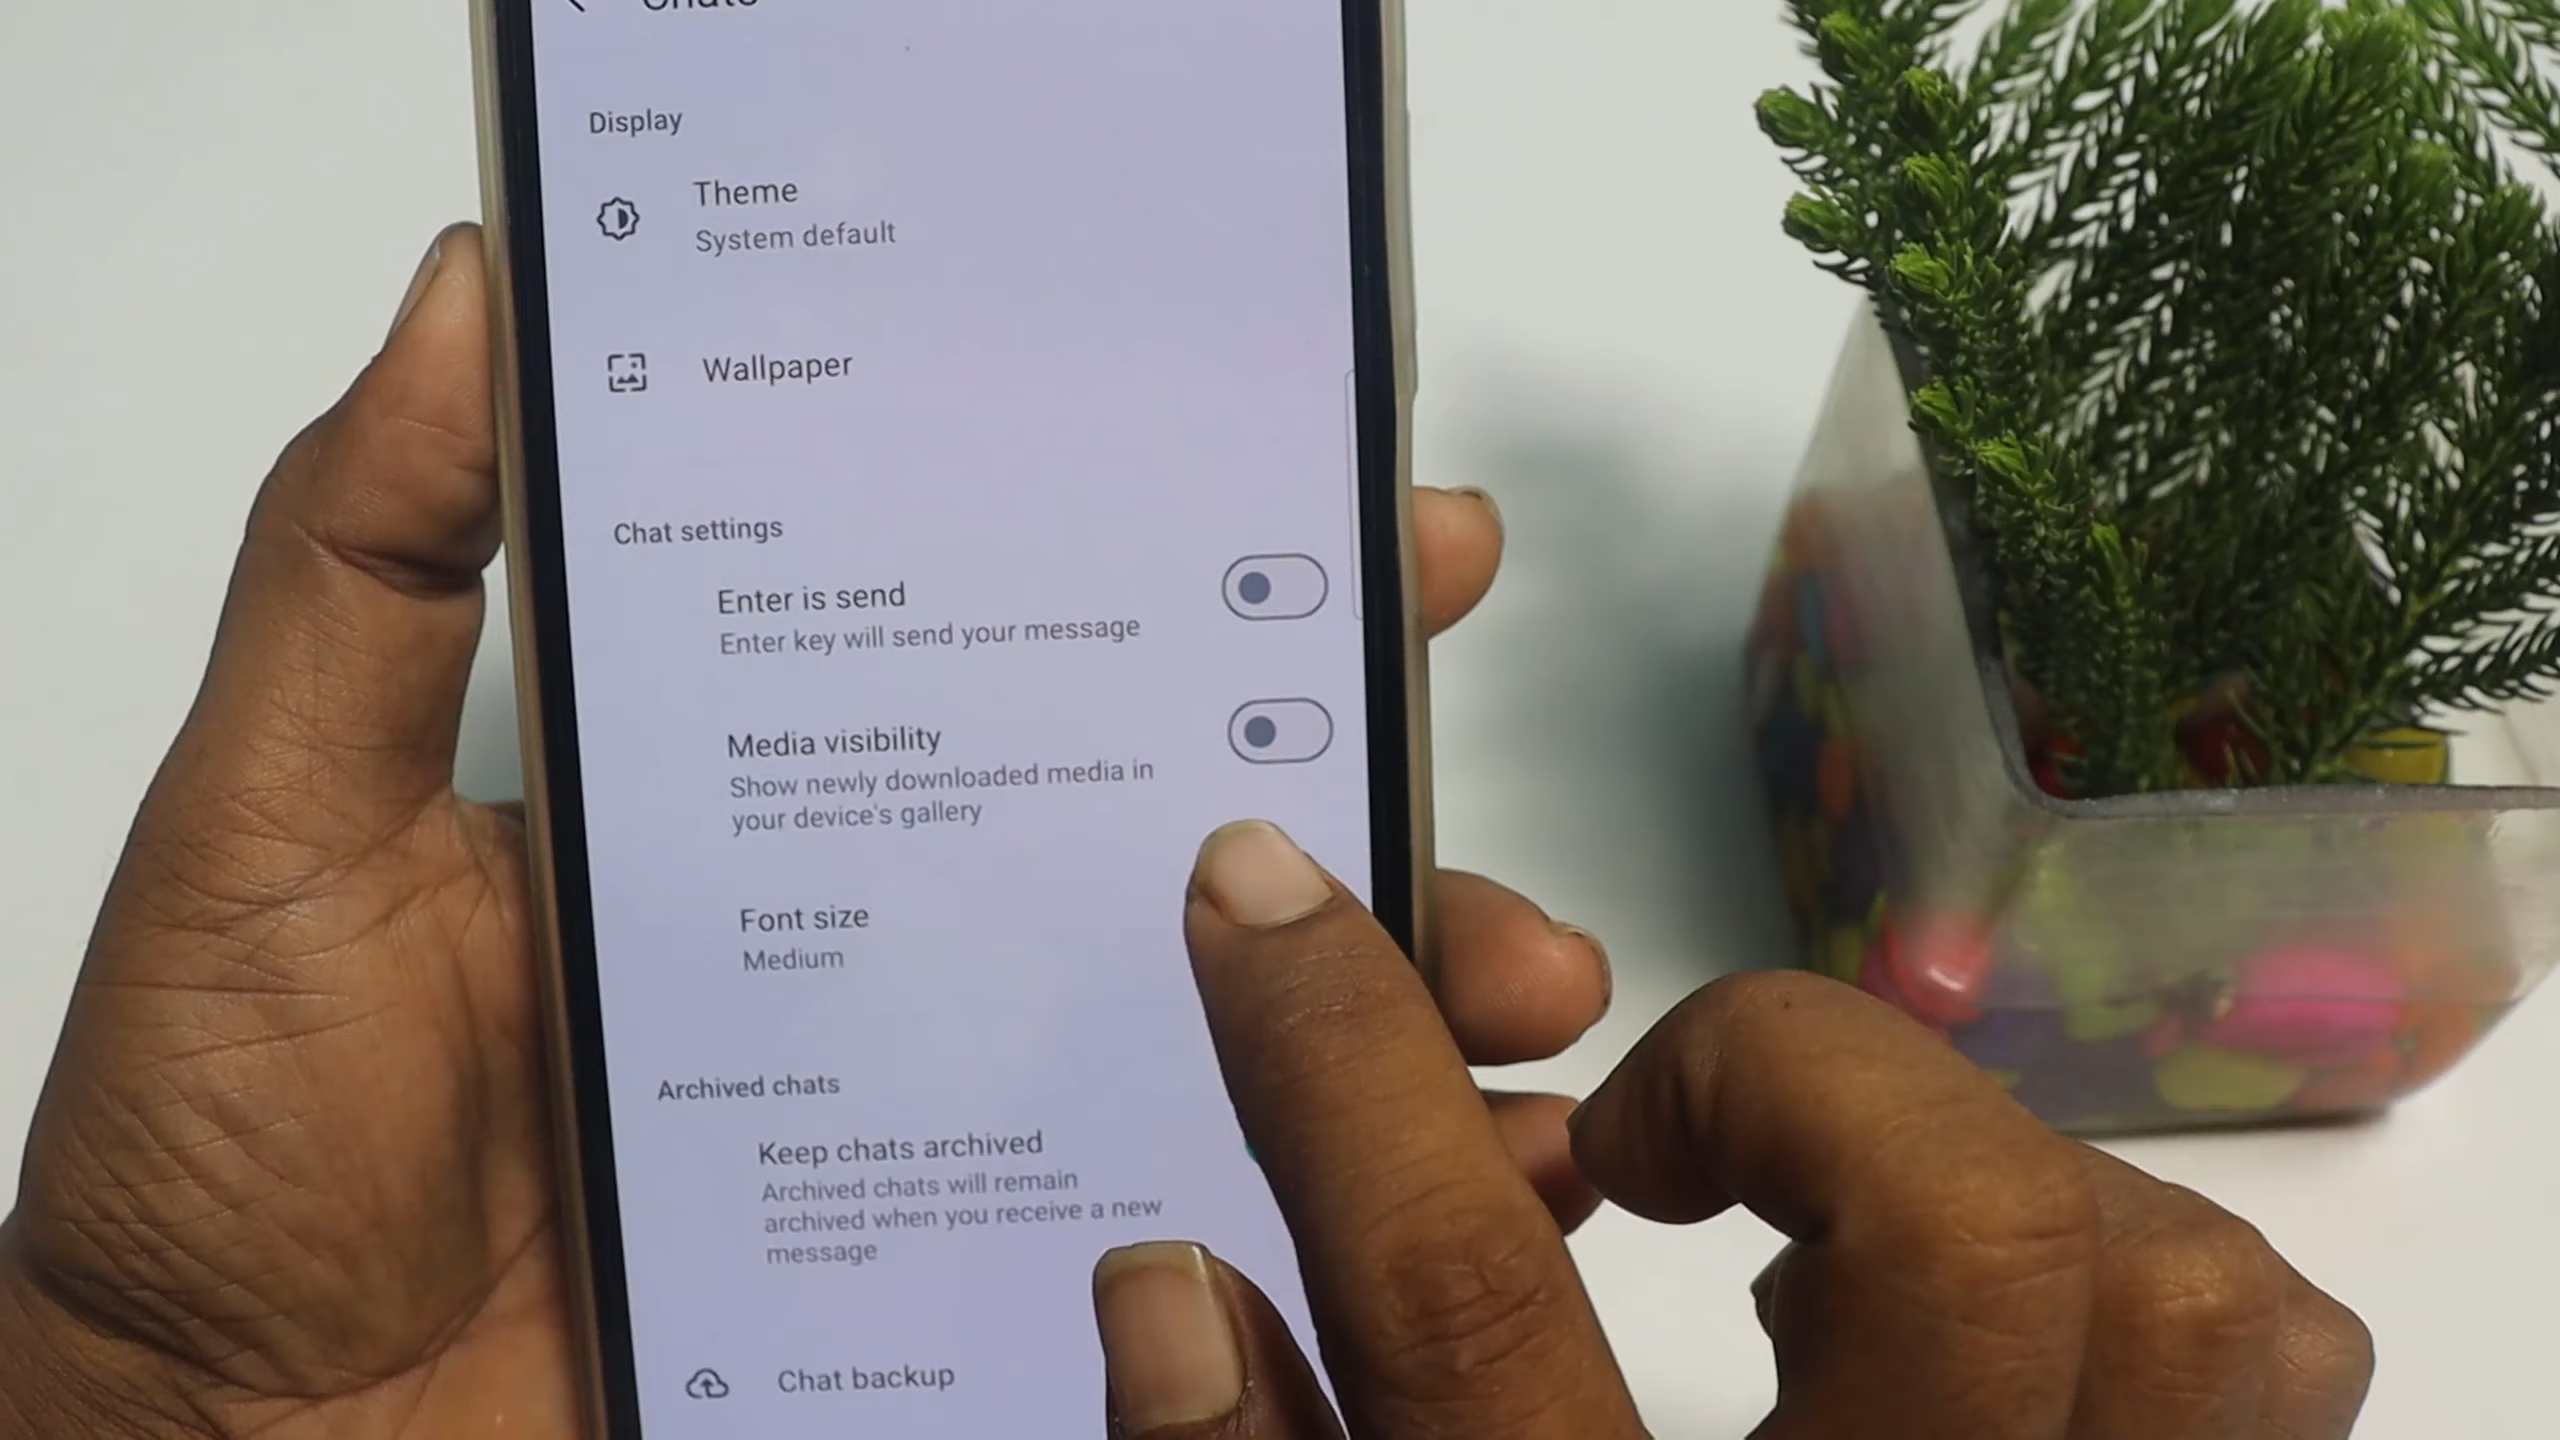 Chats
Display
Theme
System default
Wallpaper
Chat settings
Enter is send
Enter key will send your message
Media visibility
Show newly downloaded media in
your device's gallery
Font size
Medium
Archived chats
Keep chats archived
Archived chats will remain
archived when you receive a new
message
Chat backup